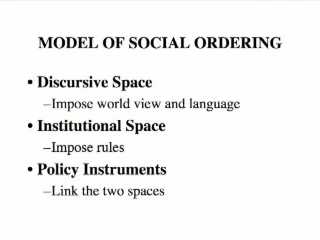 MODEL OF SOCIAL ORDERING
• Discursive Space
–Impose world view and language
• Institutional Space
–Impose rules
• Policy Instruments
–Link the two spaces